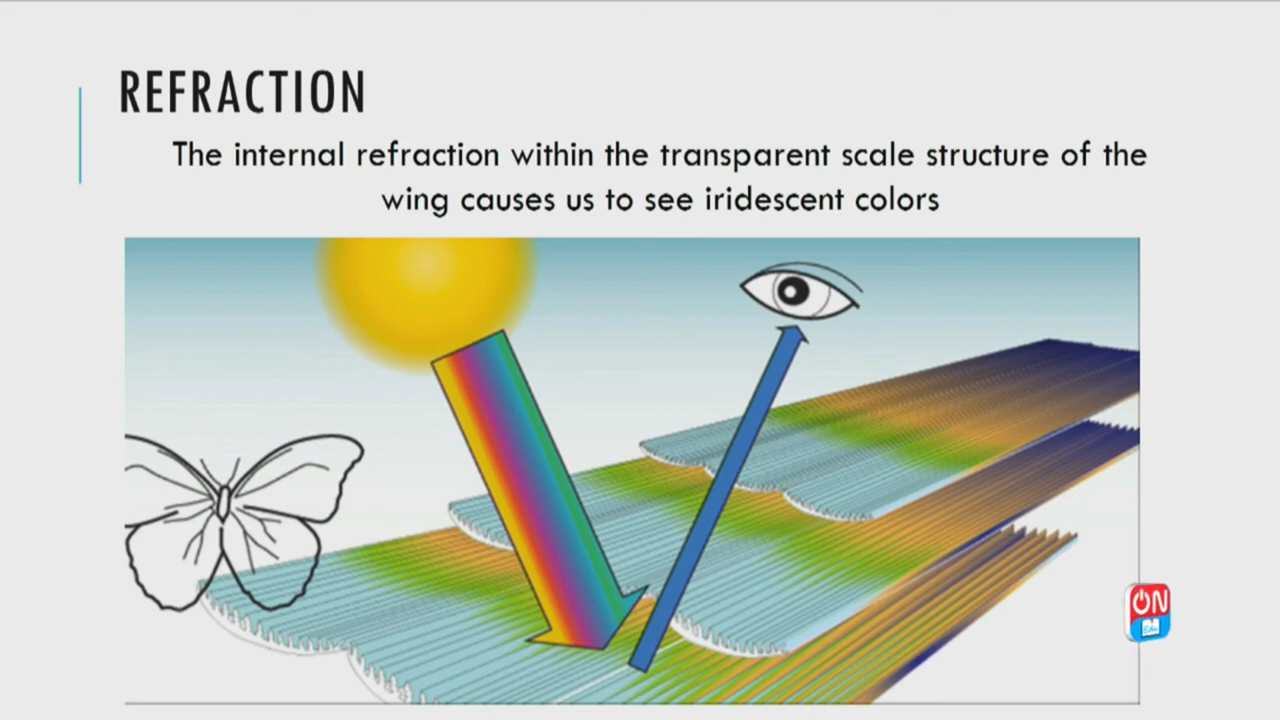 REFRACTION
The internal refraction within the transparent scale structure of the
wing causes us to see iridescent colors
ON
Edu